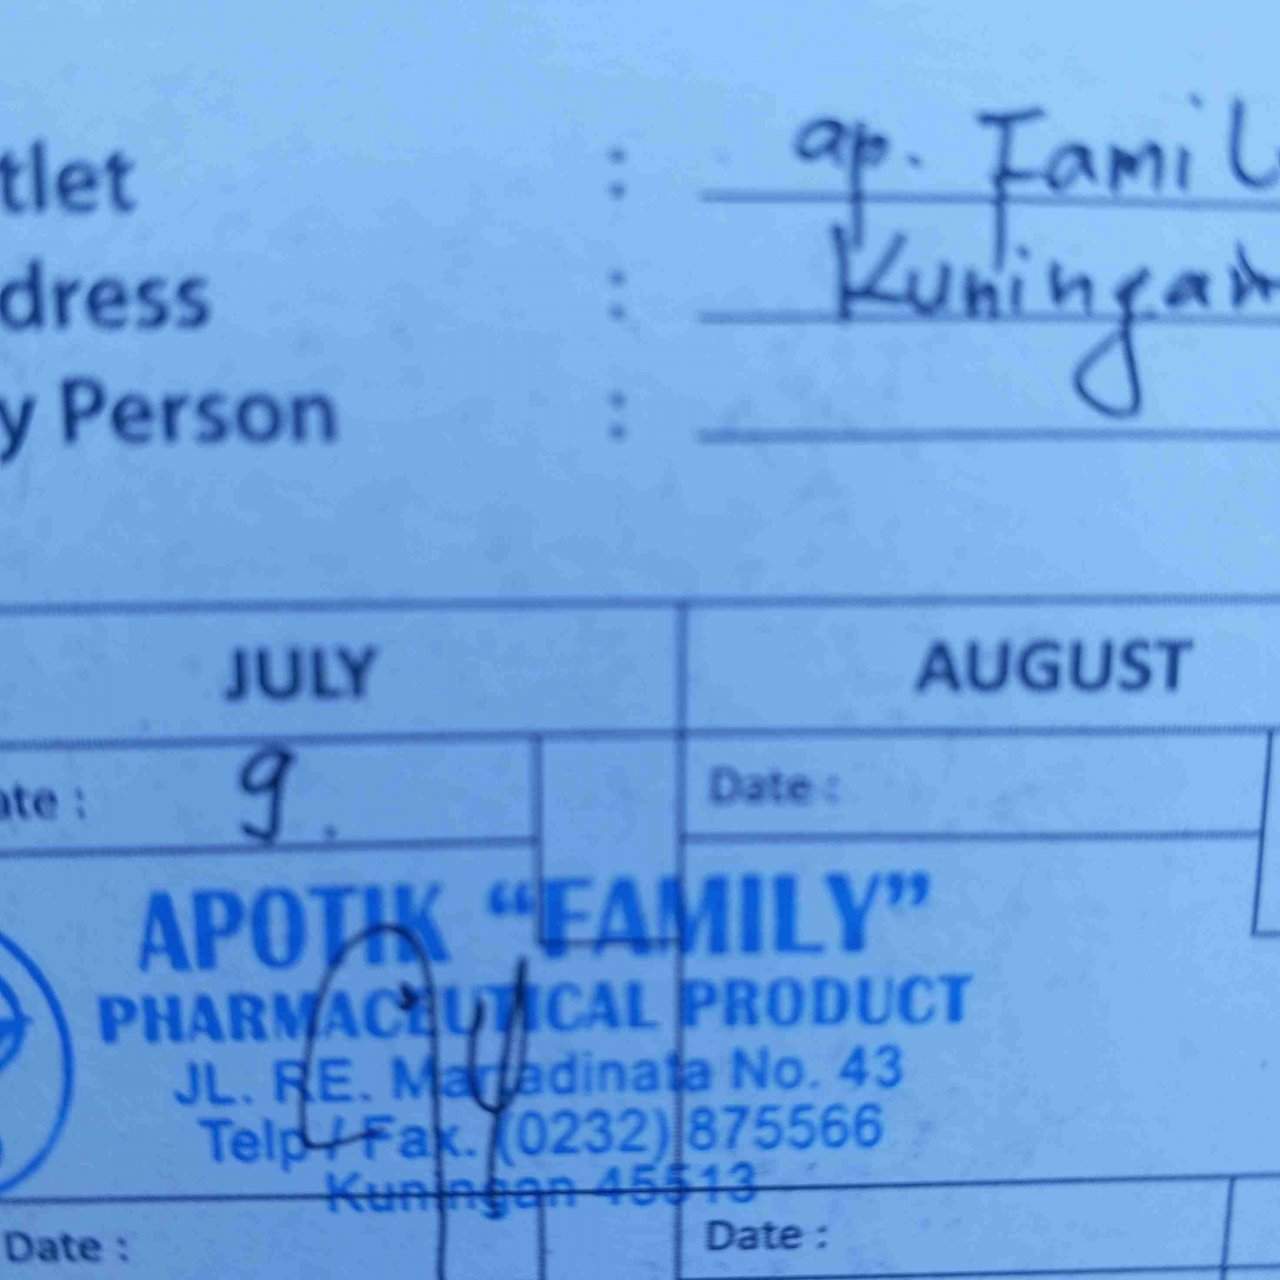 tlet : ap. Famil
dress : Kuningan
y Person :
JULY AUGUST
ate : 9. Date :
APOTIK “FAMILY”
PHARMACEUTICAL PRODUCT
JL. RE. Martadinata No. 43
Telp / Fax. (0232) 875566
Kuningan 45513
Date : Date :